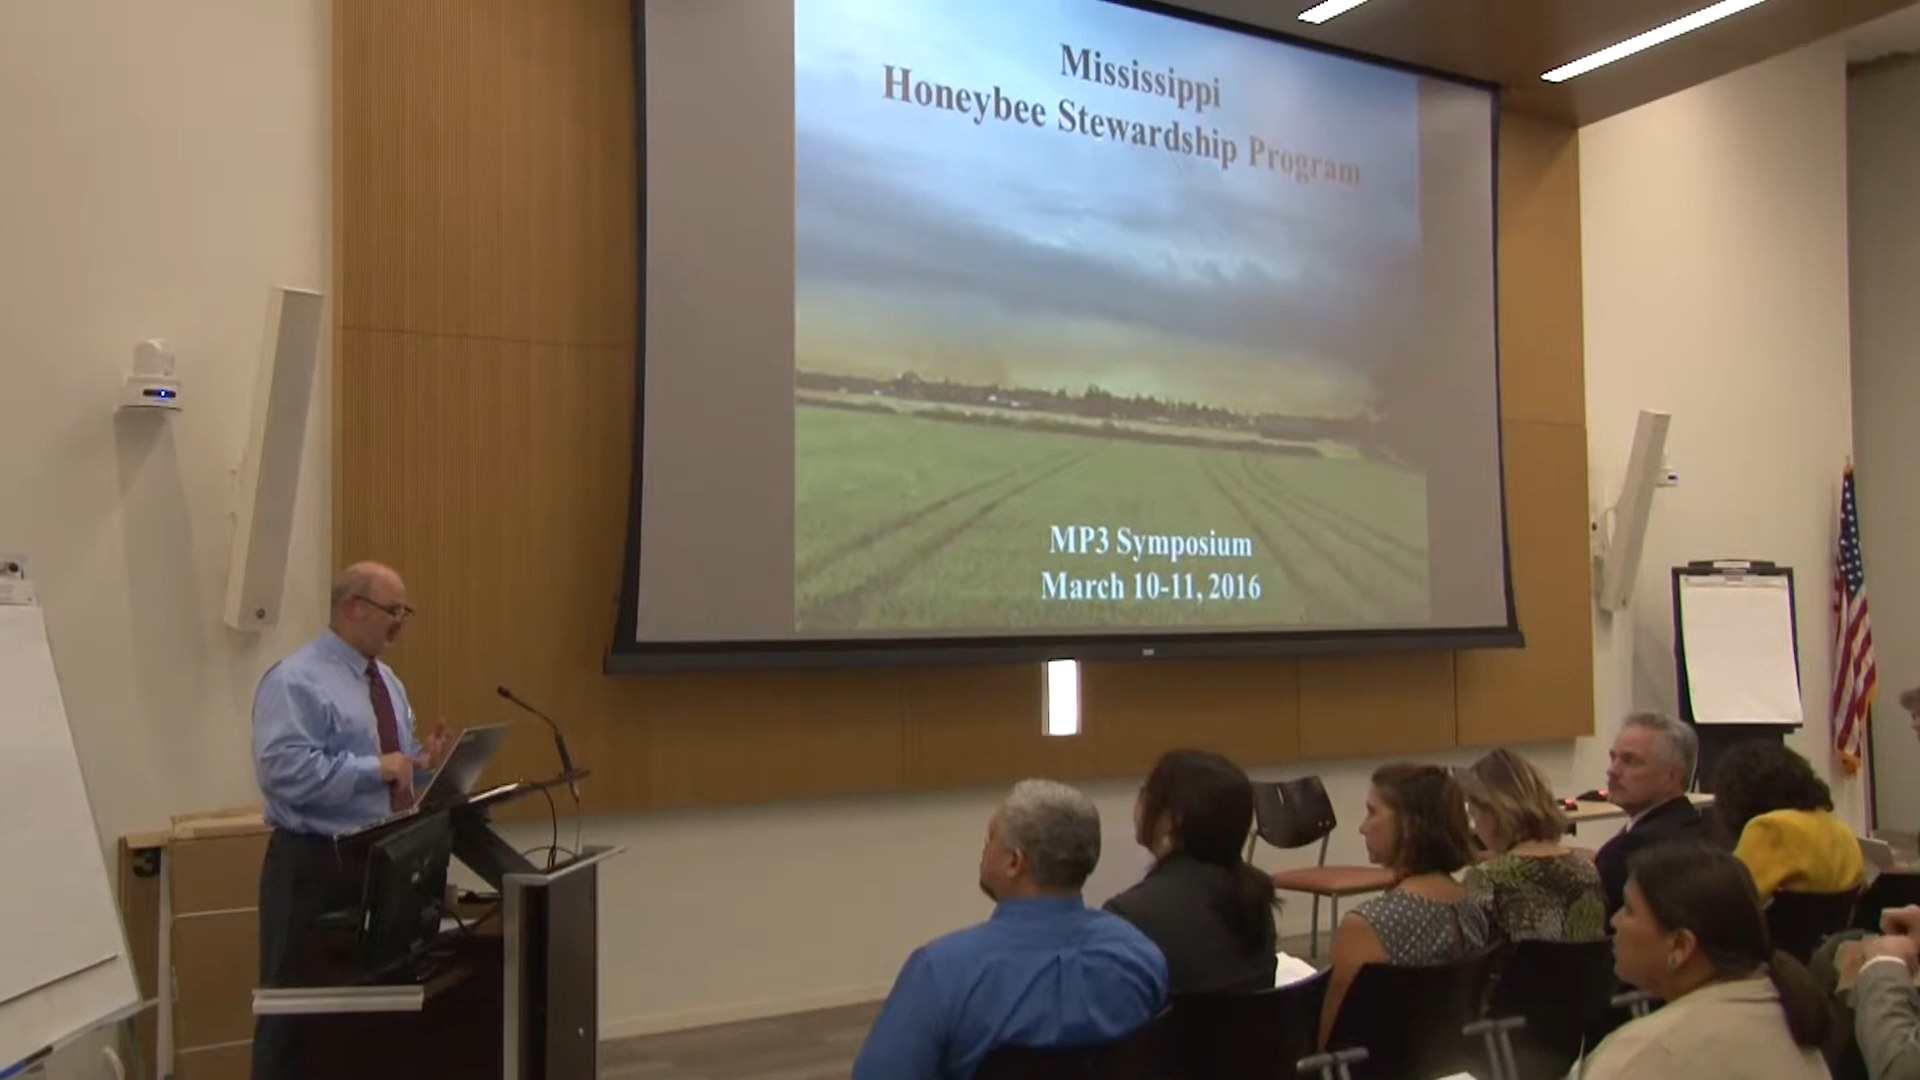 Mississippi
Honeybee Stewardship Program
MP3 Symposium
March 10-11, 2016